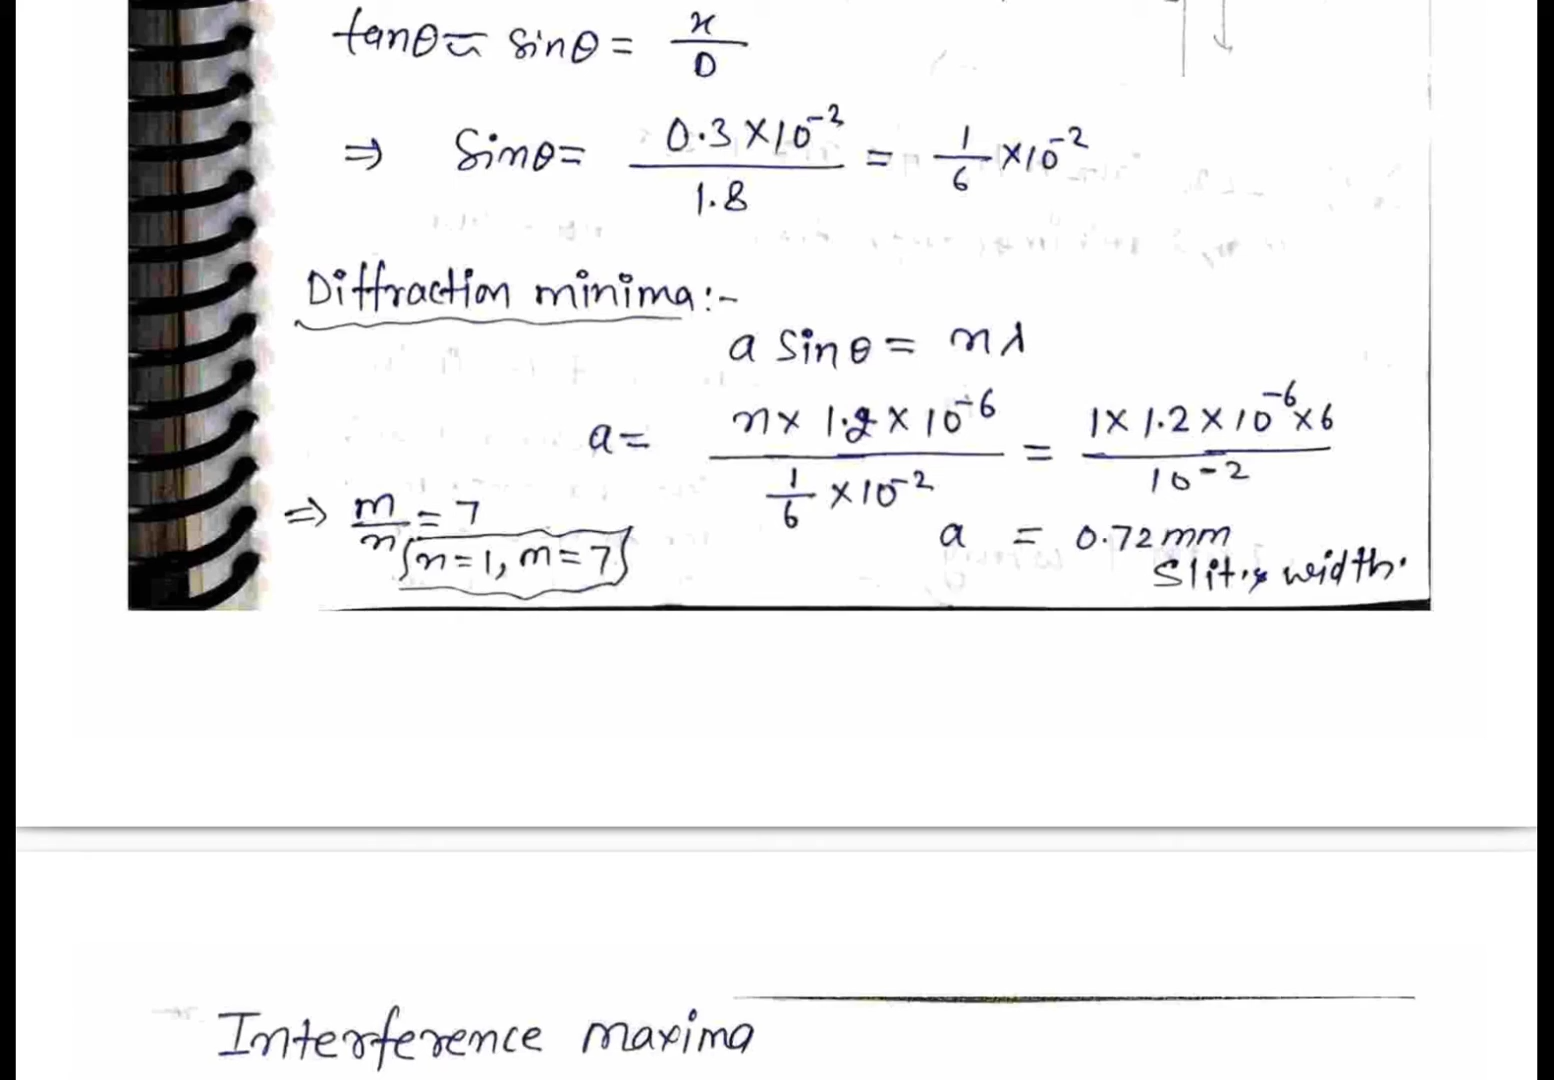 tanθ ≈ sinθ = x/D
⇒ Sinθ = 0.3 × 10⁻² / 1.8 = 1/6 × 10⁻²
Diffraction minima :-
a Sinθ = nλ
a = n × 1.2 × 10⁻⁶ / (1/6 × 10⁻²) = 1 × 1.2 × 10⁻⁶ × 6 / 10⁻²
⇒ m/n = 7
n = 1, m = 7
a = 0.72 mm
Slit width.
Interference maxima